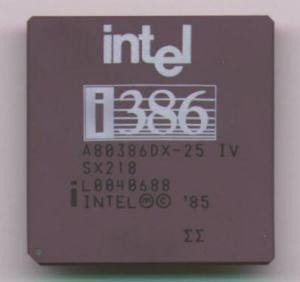 intel
i386
A80386DX-25 IV
SX218
L0040688
INTEL Ⓜ © '85
ΣΣ